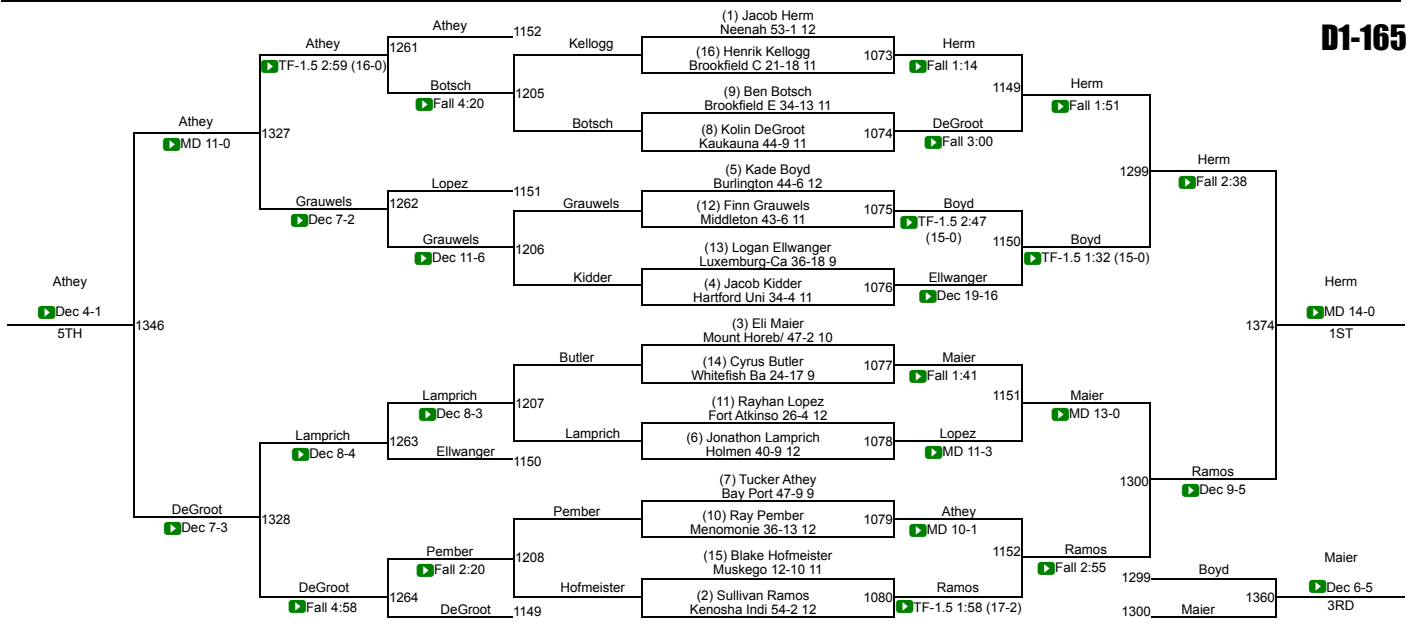 D1-165
(1) Jacob Herm
Neenah 53-1 12
(16) Henrik Kellogg
Brookfield C 21-18 11
1073
(9) Ben Botsch
Brookfield E 34-13 11
(8) Kolin DeGroot
Kaukauna 44-9 11
1074
(5) Kade Boyd
Burlington 44-6 12
(12) Finn Grauwels
Middleton 43-6 11
1075
(13) Logan Ellwanger
Luxemburg-Ca 36-18 9
(4) Jacob Kidder
Hartford Uni 34-4 11
1076
(3) Eli Maier
Mount Horeb/ 47-2 10
(14) Cyrus Butler
Whitefish Ba 24-17 9
1077
(11) Rayhan Lopez
Fort Atkinso 26-4 12
(6) Jonathon Lamprich
Holmen 40-9 12
1078
(7) Tucker Athey
Bay Port 47-9 9
(10) Ray Pember
Menomonie 36-13 12
1079
(15) Blake Hofmeister
Muskego 12-10 11
(2) Sullivan Ramos
Kenosha Indi 54-2 12
1080
Herm
Fall 1:14
1149
DeGroot
Fall 3:00
Boyd
TF-1.5 2:47
(15-0)
1150
Ellwanger
Dec 19-16
Maier
Fall 1:41
1151
Lopez
MD 11-3
Athey
MD 10-1
1152
Ramos
TF-1.5 1:58 (17-2)
Herm
Fall 1:51
1299
Boyd
TF-1.5 1:32 (15-0)
Maier
MD 13-0
1300
Ramos
Fall 2:55
Herm
Fall 2:38
1374
Ramos
Dec 9-5
Herm
MD 14-0
1ST
1299
Boyd
1360
1300
Maier
Maier
Dec 6-5
3RD
Kellogg
1205
Botsch
Grauwels
1206
Kidder
Butler
1207
Lamprich
Pember
1208
Hofmeister
Athey
1152
1261
Botsch
Fall 4:20
Lopez
1151
1262
Grauwels
Dec 11-6
Lamprich
Dec 8-3
1263
Ellwanger
1150
Pember
Fall 2:20
1264
DeGroot
1149
Athey
TF-1.5 2:59 (16-0)
1327
Grauwels
Dec 7-2
Lamprich
Dec 8-4
1328
DeGroot
Fall 4:58
Athey
MD 11-0
1346
DeGroot
Dec 7-3
Athey
Dec 4-1
5TH